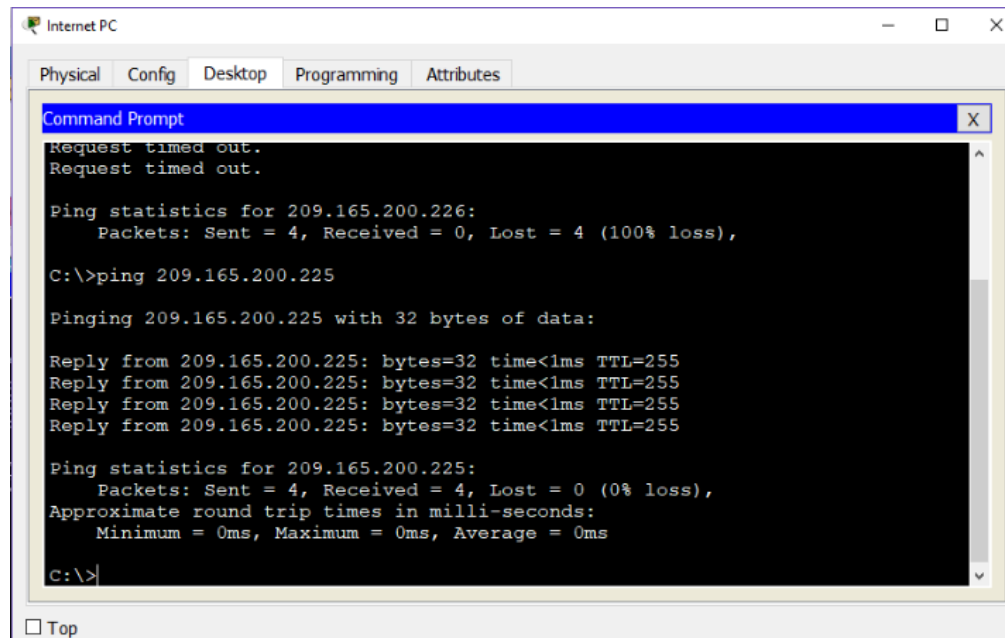 Internet PC
Physical Config Desktop Programming Attributes
Command Prompt X
Request timed out.
Request timed out.
Ping statistics for 209.165.200.226:
Packets: Sent = 4, Received = 0, Lost = 4 (100% loss),
C:\>ping 209.165.200.225
Pinging 209.165.200.225 with 32 bytes of data:
Reply from 209.165.200.225: bytes=32 time<1ms TTL=255
Reply from 209.165.200.225: bytes=32 time<1ms TTL=255
Reply from 209.165.200.225: bytes=32 time<1ms TTL=255
Reply from 209.165.200.225: bytes=32 time<1ms TTL=255
Ping statistics for 209.165.200.225:
Packets: Sent = 4, Received = 4, Lost = 0 (0% loss),
Approximate round trip times in milli-seconds:
Minimum = 0ms, Maximum = 0ms, Average = 0ms
C:\>
Top